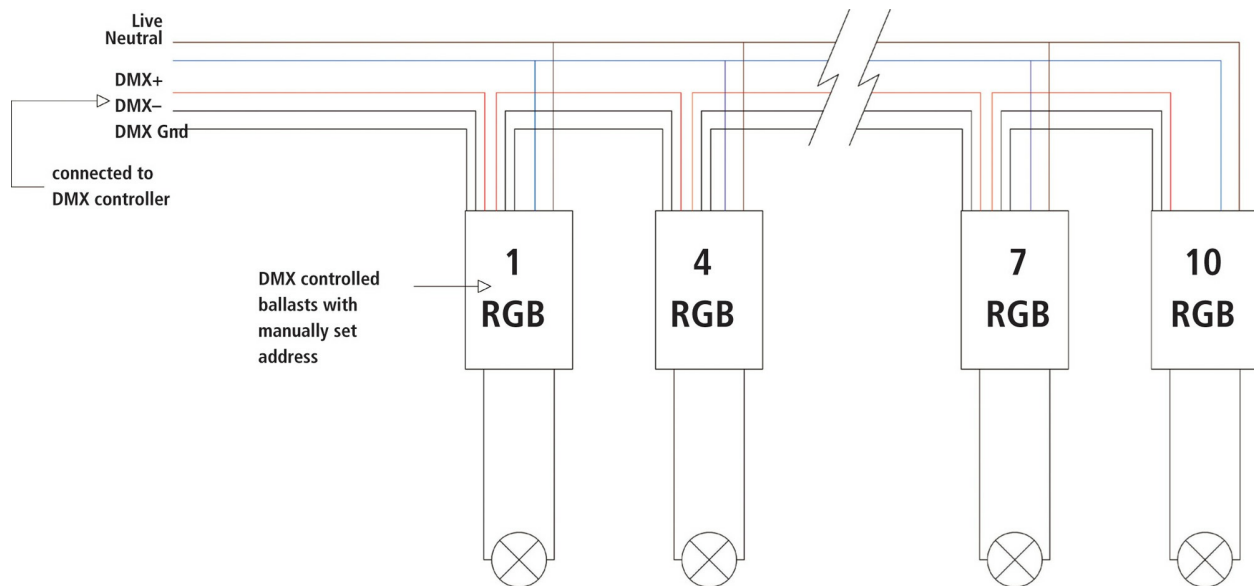 Live
Neutral
DMX+
DMX–
DMX Gnd
connected to
DMX controller
DMX controlled
ballasts with
manually set
address
1
RGB
4
RGB
7
RGB
10
RGB